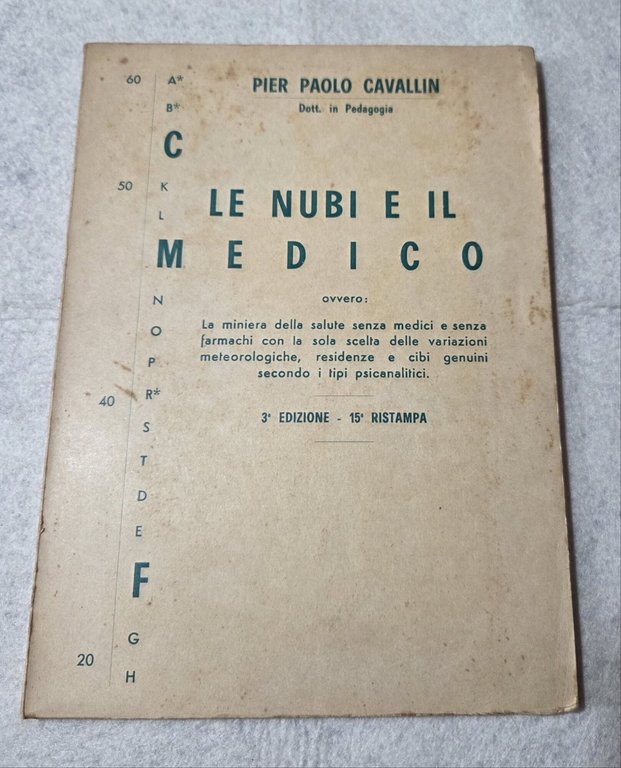 PIER PAOLO CAVALLIN
Dott. in Pedagogia
LE NUBI E IL
MEDICO
ovvero:
La miniera della salute senza medici e senza
farmachi con la sola scelta delle variazioni
meteorologiche, residenze e cibi genuini
secondo i tipi psicanalitici.
3ª EDIZIONE - 15ª RISTAMPA
60 A*
B*
C
50 K
L
M
N
O
P
40 R*
S
T
D
E
F
G
20 H